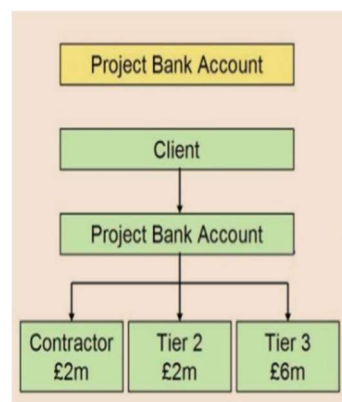 Project Bank Account
Client
Project Bank Account
Contractor
£2m
Tier 2
£2m
Tier 3
£6m